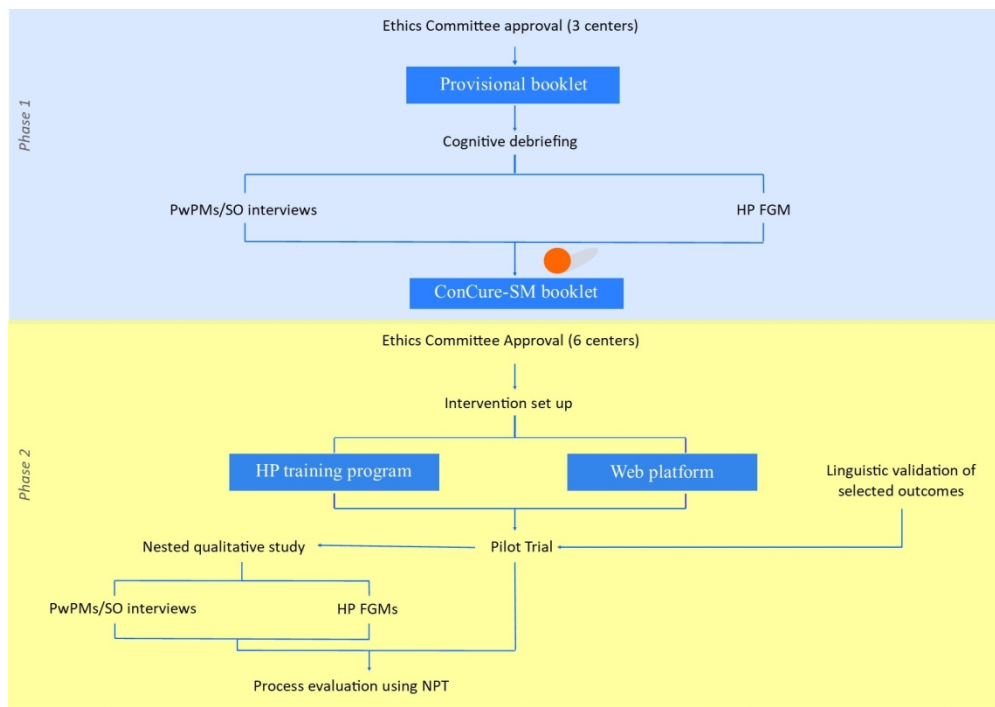 Phase 1
Ethics Committee approval (3 centers)
Provisional booklet
Cognitive debriefing
PwPMs/SO interviews
HP FGM
ConCure-SM booklet
Phase 2
Ethics Committee Approval (6 centers)
Intervention set up
HP training program
Web platform
Linguistic validation of
selected outcomes
Nested qualitative study
Pilot Trial
PwPMs/SO interviews
HP FGMs
Process evaluation using NPT